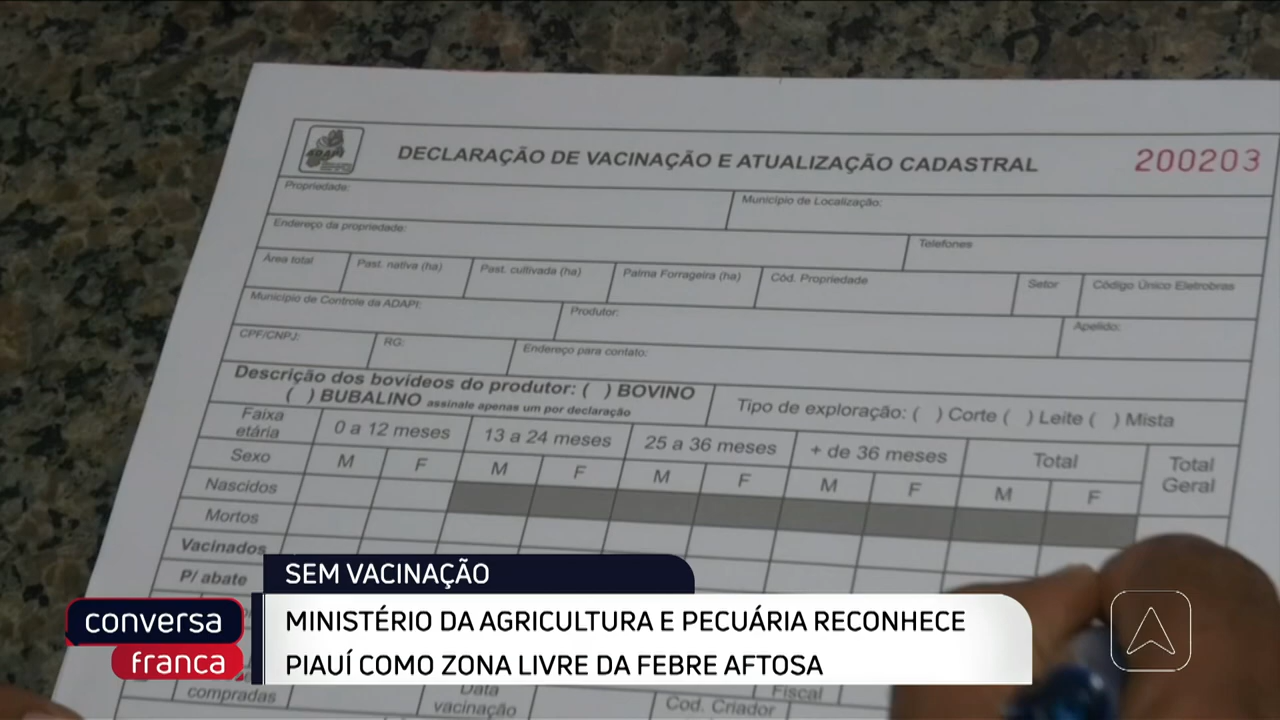 ADAPI
DECLARAÇÃO DE VACINAÇÃO E ATUALIZAÇÃO CADASTRAL
200203
Propriedade:
Município de Localização:
Endereço da propriedade:
Telefones
Área total
Past. nativa (ha)
Past. cultivada (ha)
Palma Forrageira (ha)
Cód. Propriedade
Setor
Código Único Eletrobras
Município de Controle da ADAPI:
Produtor:
Apelido:
CPF/CNPJ:
RG:
Endereço para contato:
Descrição dos bovídeos do produtor: ( ) BOVINO
( ) BUBALINO assinale apenas um por declaração
Tipo de exploração: ( ) Corte ( ) Leite ( ) Mista
Faixa etária
0 a 12 meses
13 a 24 meses
25 a 36 meses
+ de 36 meses
Total
Total Geral
Sexo
M F M F M F M F M F
Nascidos
Mortos
Vacinados
P/ abate
SEM VACINAÇÃO
MINISTÉRIO DA AGRICULTURA E PECUÁRIA RECONHECE
PIAUÍ COMO ZONA LIVRE DA FEBRE AFTOSA
conversa
franca
compradas
Data vacinação
Cod. Criador
Fiscal